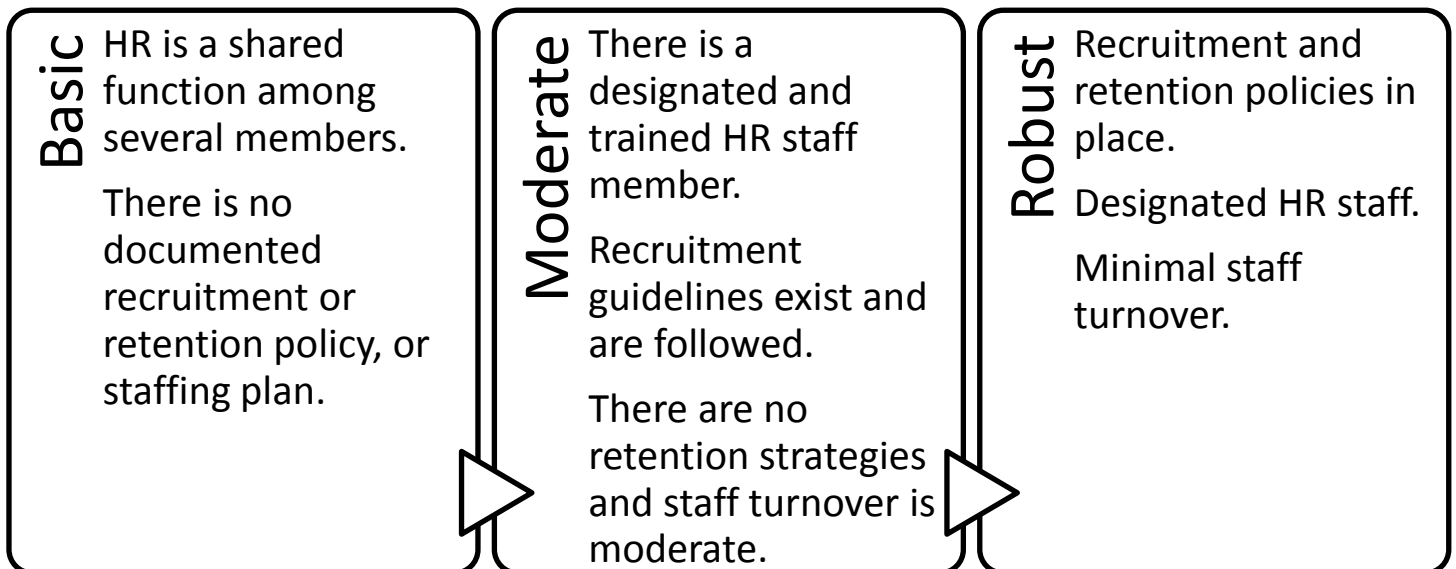 Basic
HR is a shared
function among
several members.
There is no
documented
recruitment or
retention policy, or
staffing plan.
Moderate
There is a
designated and
trained HR staff
member.
Recruitment
guidelines exist and
are followed.
There are no
retention strategies
and staff turnover is
moderate.
Robust
Recruitment and
retention policies in
place.
Designated HR staff.
Minimal staff
turnover.